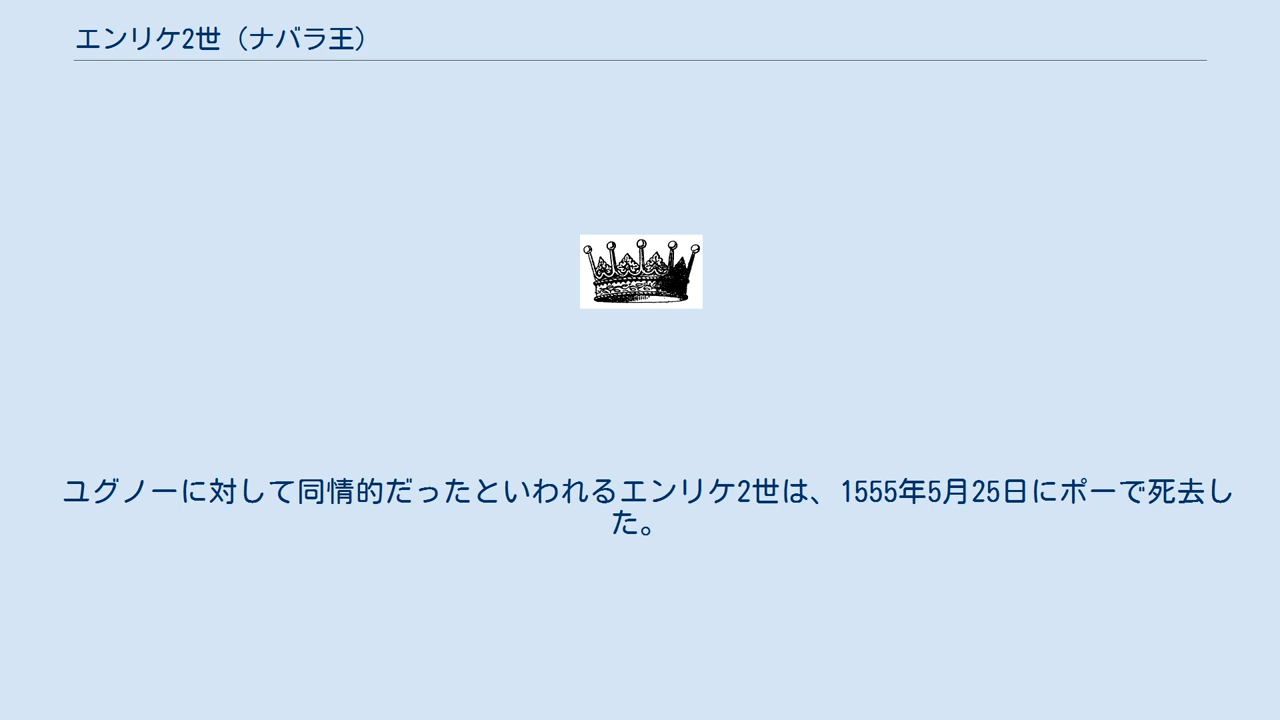 エンリケ2世（ナバラ王）
ユグノーに対して同情的だったといわれるエンリケ2世は、1555年5月25日にポーで死去し
た。